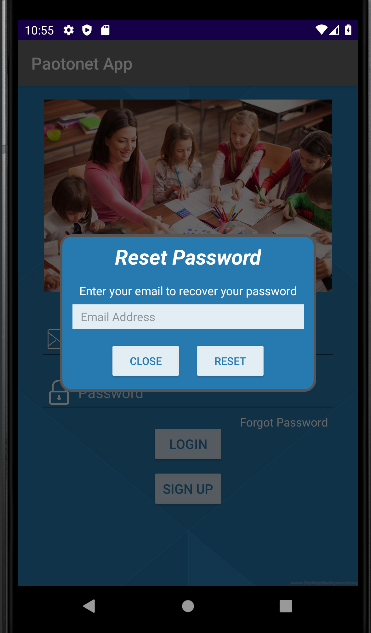 10:55
Paotonet App
Reset Password
Enter your email to recover your password
Email Address
CLOSE
RESET
Password
Forgot Password
LOGIN
SIGN UP